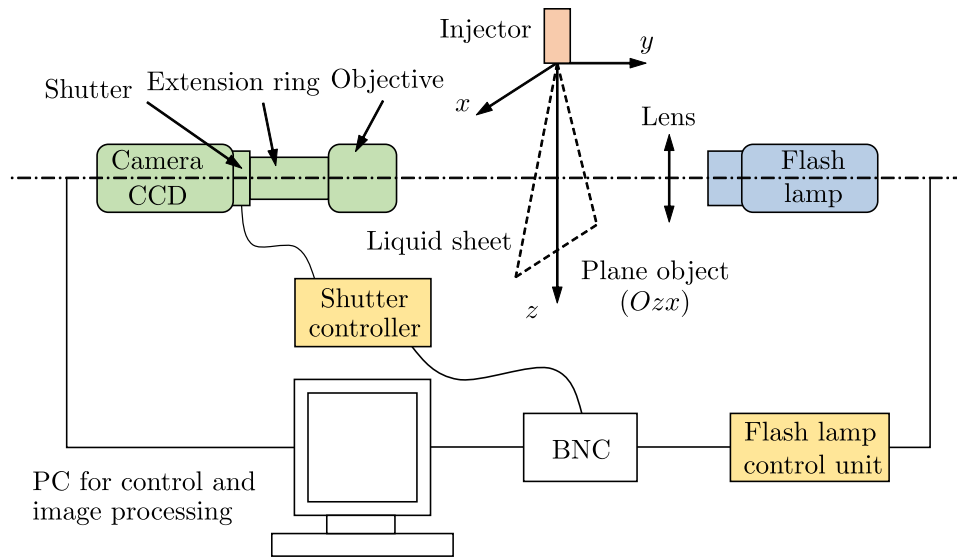 Injector
y
x
Shutter
Extension ring
Objective
Lens
Camera
CCD
Flash
lamp
Liquid sheet
Plane object
(Ozx)
z
Shutter
controller
BNC
Flash lamp
control unit
PC for control and
image processing